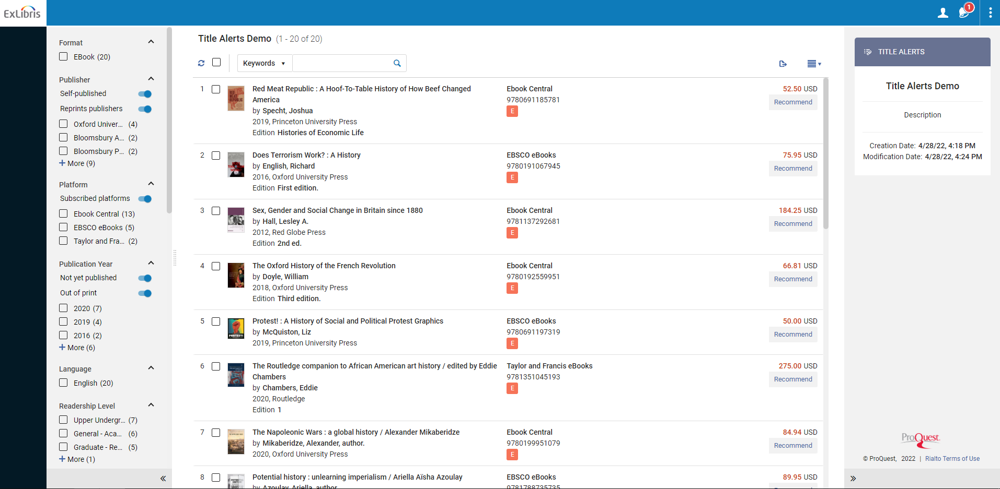 ExLibris
1
Format
EBook (20)
Publisher
Self-published
Reprints publishers
Oxford Univer... (4)
Bloomsbury A... (2)
Bloomsbury P... (2)
+ More (9)
Platform
Subscribed platforms
Ebook Central (13)
EBSCO eBooks (5)
Taylor and Fra... (2)
Publication Year
Not yet published
Out of print
2020 (7)
2019 (4)
2016 (2)
+ More (6)
Language
English (20)
Readership Level
Upper Undergr... (7)
General - Aca... (6)
Graduate - Re... (5)
+ More (1)
Title Alerts Demo (1 - 20 of 20)
Keywords
1
Red Meat Republic : A Hoof-To-Table History of How Beef Changed
America
by Specht, Joshua
2019, Princeton University Press
Edition Histories of Economic Life
Ebook Central
9780691185781
E
52.50 USD
Recommend
2
Does Terrorism Work? : A History
by English, Richard
2016, Oxford University Press
Edition First edition.
EBSCO eBooks
9780191067945
E
75.95 USD
Recommend
3
Sex, Gender and Social Change in Britain since 1880
by Hall, Lesley A.
2012, Red Globe Press
Edition 2nd ed.
Ebook Central
9781137292681
E
184.25 USD
Recommend
4
The Oxford History of the French Revolution
by Doyle, William
2018, Oxford University Press
Edition Third edition.
Ebook Central
9780192559951
E
66.81 USD
Recommend
5
PROTEST!
Protest! : A History of Social and Political Protest Graphics
by McQuiston, Liz
2019, Princeton University Press
EBSCO eBooks
9780691197319
E
50.00 USD
Recommend
6
The Routledge companion to African American art history / edited by Eddie
Chambers
by Chambers, Eddie
2020, Routledge
Edition 1
Taylor and Francis eBooks
9781351045193
E
275.00 USD
Recommend
7
The Napoleonic Wars : a global history / Alexander Mikaberidze
by Mikaberidze, Alexander, author.
2020, Oxford University Press
Ebook Central
9780199951079
E
84.94 USD
Recommend
8
Potential history : unlearning imperialism / Ariella Aïsha Azoulay
by Azoulay, Ariella, author.
EBSCO eBooks
9781788735735
89.95 USD
TITLE ALERTS
Title Alerts Demo
Description
Creation Date: 4/28/22, 4:18 PM
Modification Date: 4/28/22, 4:24 PM
ProQuest
© ProQuest, 2022 | Rialto Terms of Use